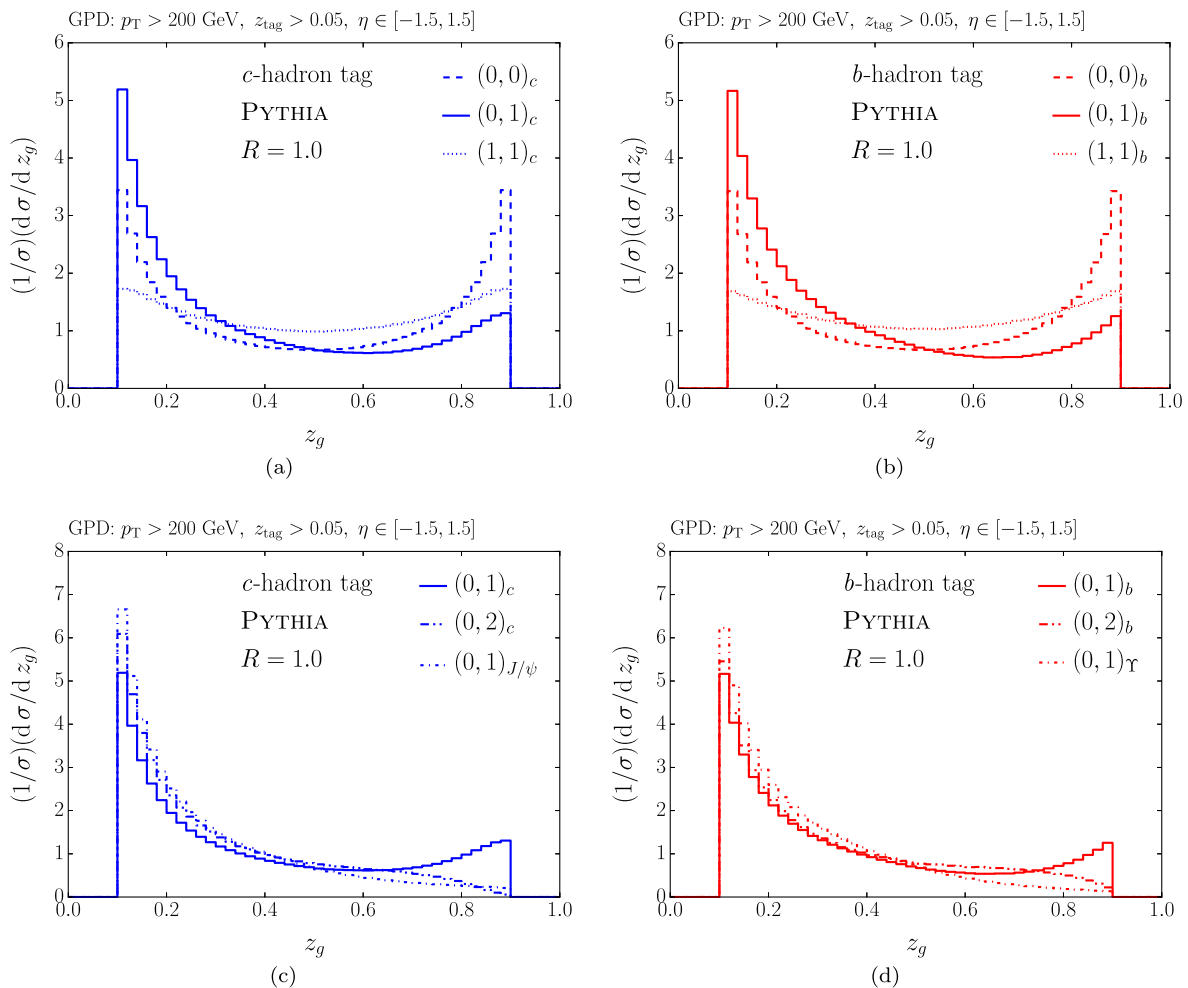 GPD: p_T > 200 GeV, z_tag > 0.05, η ∈ [−1.5, 1.5]
c-hadron tag
PYTHIA
R = 1.0
(0, 0)_c
(0, 1)_c
(1, 1)_c
(1/σ)(d σ/d z_g)
6
5
4
3
2
1
0
0.0 0.2 0.4 0.6 0.8 1.0
z_g
(a)
GPD: p_T > 200 GeV, z_tag > 0.05, η ∈ [−1.5, 1.5]
b-hadron tag
PYTHIA
R = 1.0
(0, 0)_b
(0, 1)_b
(1, 1)_b
(1/σ)(d σ/d z_g)
6
5
4
3
2
1
0
0.0 0.2 0.4 0.6 0.8 1.0
z_g
(b)
GPD: p_T > 200 GeV, z_tag > 0.05, η ∈ [−1.5, 1.5]
c-hadron tag
PYTHIA
R = 1.0
(0, 1)_c
(0, 2)_c
(0, 1)_J/ψ
(1/σ)(d σ/d z_g)
8
7
6
5
4
3
2
1
0
0.0 0.2 0.4 0.6 0.8 1.0
z_g
(c)
GPD: p_T > 200 GeV, z_tag > 0.05, η ∈ [−1.5, 1.5]
b-hadron tag
PYTHIA
R = 1.0
(0, 1)_b
(0, 2)_b
(0, 1)_Υ
(1/σ)(d σ/d z_g)
8
7
6
5
4
3
2
1
0
0.0 0.2 0.4 0.6 0.8 1.0
z_g
(d)